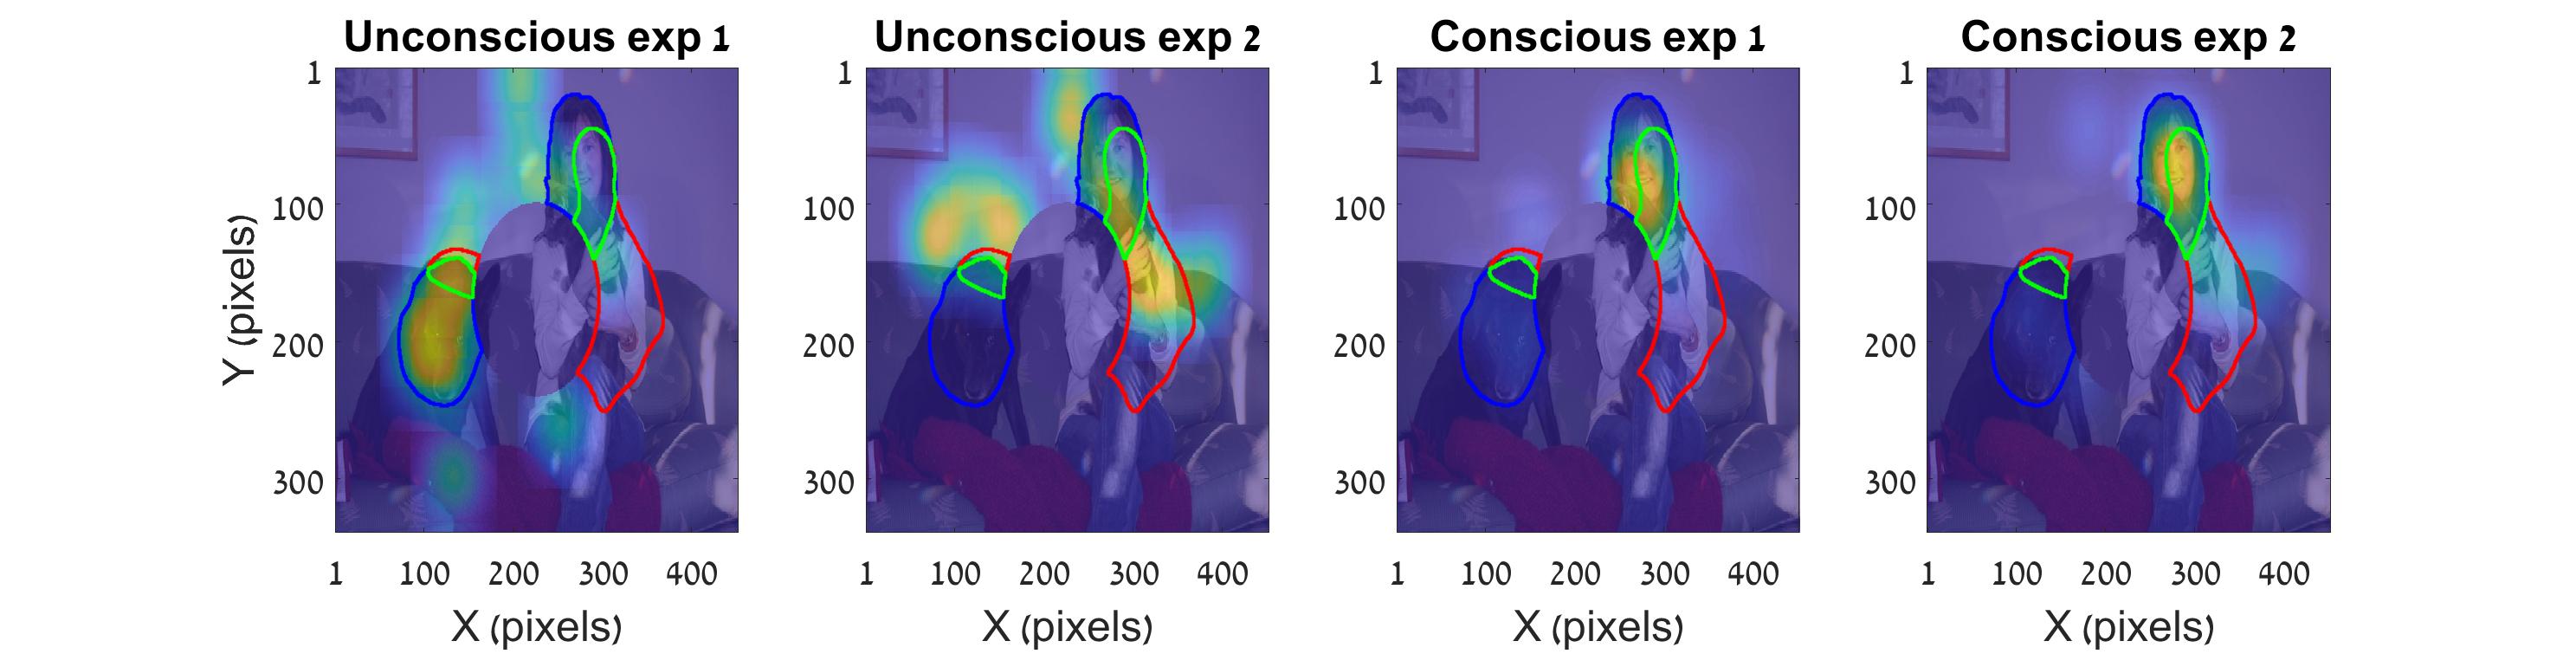 Unconscious exp 1 Unconscious exp 2 Conscious exp 1 Conscious exp 2
1 1 1 1
100 100 100 100
Y (pixels)
200 200 200 200
300 300 300 300
1 100 200 300 400 1 100 200 300 400 1 100 200 300 400 1 100 200 300 400
X (pixels) X (pixels) X (pixels) X (pixels)